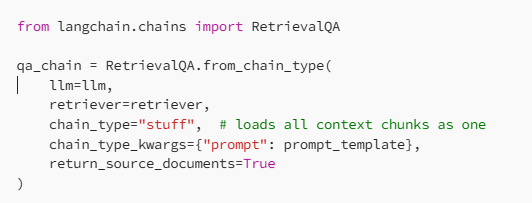 from langchain.chains import RetrievalQA

qa_chain = RetrievalQA.from_chain_type(
    llm=llm,
    retriever=retriever,
    chain_type="stuff",  # loads all context chunks as one
    chain_type_kwargs={"prompt": prompt_template},
    return_source_documents=True
)